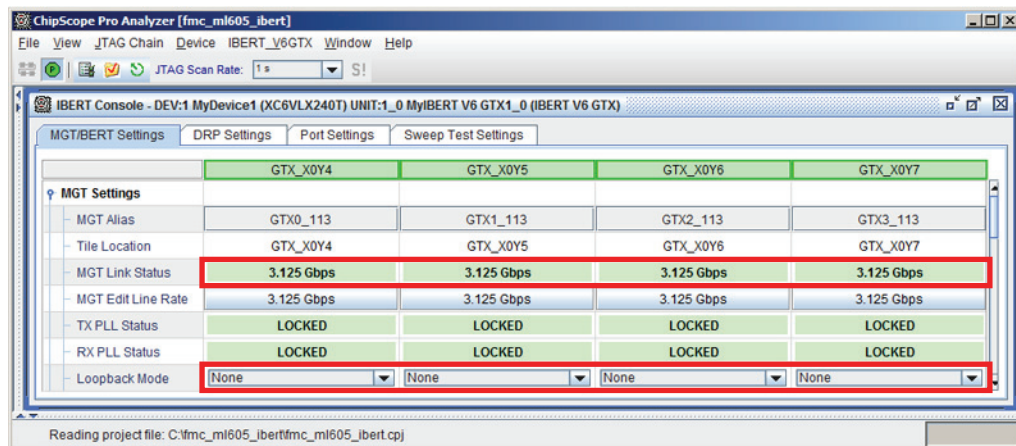 ChipScope Pro Analyzer [fmc_ml605_ibert]
File View JTAG Chain Device IBERT_V6GTX Window Help
JTAG Scan Rate: 1 s S!
IBERT Console - DEV:1 MyDevice1 (XC6VLX240T) UNIT:1_0 MyIBERT V6 GTX1_0 (IBERT V6 GTX)
MGT/BERT Settings DRP Settings Port Settings Sweep Test Settings
GTX_X0Y4 GTX_X0Y5 GTX_X0Y6 GTX_X0Y7
MGT Settings
MGT Alias GTX0_113 GTX1_113 GTX2_113 GTX3_113
Tile Location GTX_X0Y4 GTX_X0Y5 GTX_X0Y6 GTX_X0Y7
MGT Link Status 3.125 Gbps 3.125 Gbps 3.125 Gbps 3.125 Gbps
MGT Edit Line Rate 3.125 Gbps 3.125 Gbps 3.125 Gbps 3.125 Gbps
TX PLL Status LOCKED LOCKED LOCKED LOCKED
RX PLL Status LOCKED LOCKED LOCKED LOCKED
Loopback Mode None None None None
Reading project file: C:\fmc_ml605_ibert\fmc_ml605_ibert.cpj